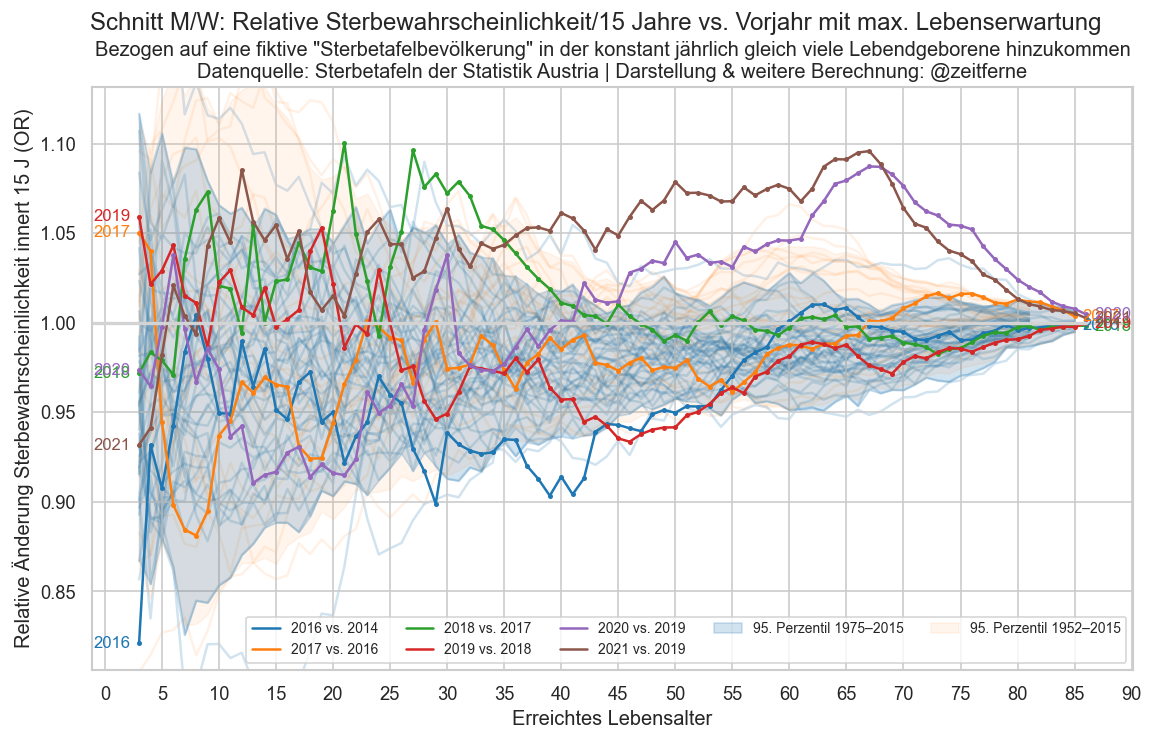 Schnitt M/W: Relative Sterbewahrscheinlichkeit/15 Jahre vs. Vorjahr mit max. Lebenserwartung
Bezogen auf eine fiktive "Sterbetafelbevölkerung" in der konstant jährlich gleich viele Lebendgeborene hinzukommen
Datenquelle: Sterbetafeln der Statistik Austria | Darstellung & weitere Berechnung: @zeitferne
Relative Änderung Sterbewahrscheinlichkeit innert 15 J (OR)
1.10
1.05
1.00
0.95
0.90
0.85
2019
2017
2020
2021
2016
2016 vs. 2014
2018 vs. 2017
2020 vs. 2019
95. Perzentil 1975–2015
95. Perzentil 1952–2015
2017 vs. 2016
2019 vs. 2018
2021 vs. 2019
0 5 10 15 20 25 30 35 40 45 50 55 60 65 70 75 80 85 90
Erreichtes Lebensalter